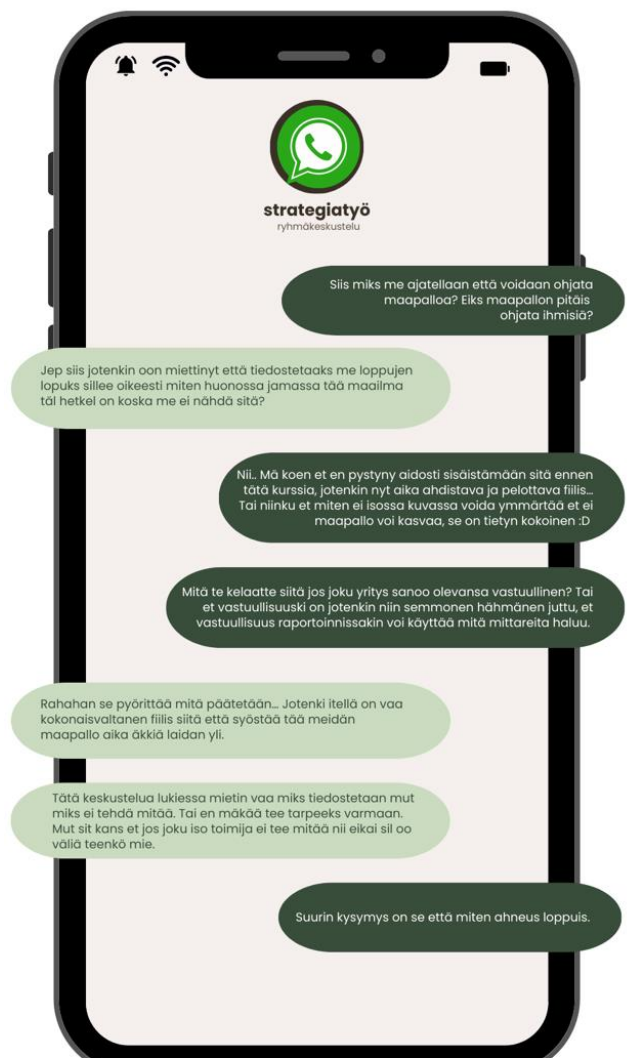 strategiatyö
ryhmäkeskustelu
Siis miks me ajatellaan että voidaan ohjata
maapalloa? Eiks maapallon pitäis
ohjata ihmisiä?
Jep siis jotenkin oon miettinyt että tiedostetaaks me loppujen
lopuks sillee oikeesti miten huonossa jamassa tää maailma
täl hetkel on koska me ei nähdä sitä?
Nii.. Mä koen et en pystyny aidosti sisäistämään sitä ennen
tätä kurssia, jotenkin nyt aika ahdistava ja pelottava fiilis...
Tai niinku et miten ei isossa kuvassa voida ymmärtää et ei
maapallo voi kasvaa, se on tietyn kokoinen :D
Mitä te kelaatte siitä jos joku yritys sanoo olevansa vastuullinen? Tai
et vastuullisuuski on jotenkin niin semmonen hähmänen juttu, et
vastuullisuus raportoinnissakin voi käyttää mitä mittareita haluu.
Rahahan se pyörittää mitä päätetään... Jotenki itellä on vaa
kokonaisvaltanen fiilis siitä että syöstää tää meidän
maapallo aika äkkiä laidan yli.
Tätä keskustelua lukiessa mietin vaa miks tiedostetaan mut
miks ei tehdä mitää. Tai en mäkää tee tarpeeks varmaan.
Mut sit kans et jos joku iso toimija ei tee mitää nii eikai sil oo
väliä teenkö mie.
Suurin kysymys on se että miten ahneus loppuis.